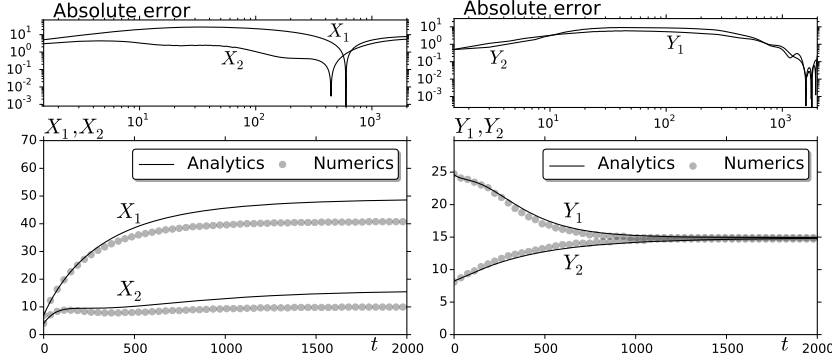 Absolute error
10^1
10^0
10^-1
10^-2
10^-3
X_1
X_2
10^1
10^2
10^3
Absolute error
10^1
10^0
10^-1
10^-2
10^-3
Y_2
Y_1
10^1
10^2
10^3
X_1,X_2
70
60
50
40
30
20
10
0
Analytics
Numerics
X_1
X_2
0
500
1000
1500
t
2000
Y_1,Y_2
25
20
15
10
5
0
Analytics
Numerics
Y_1
Y_2
0
500
1000
1500
t
2000